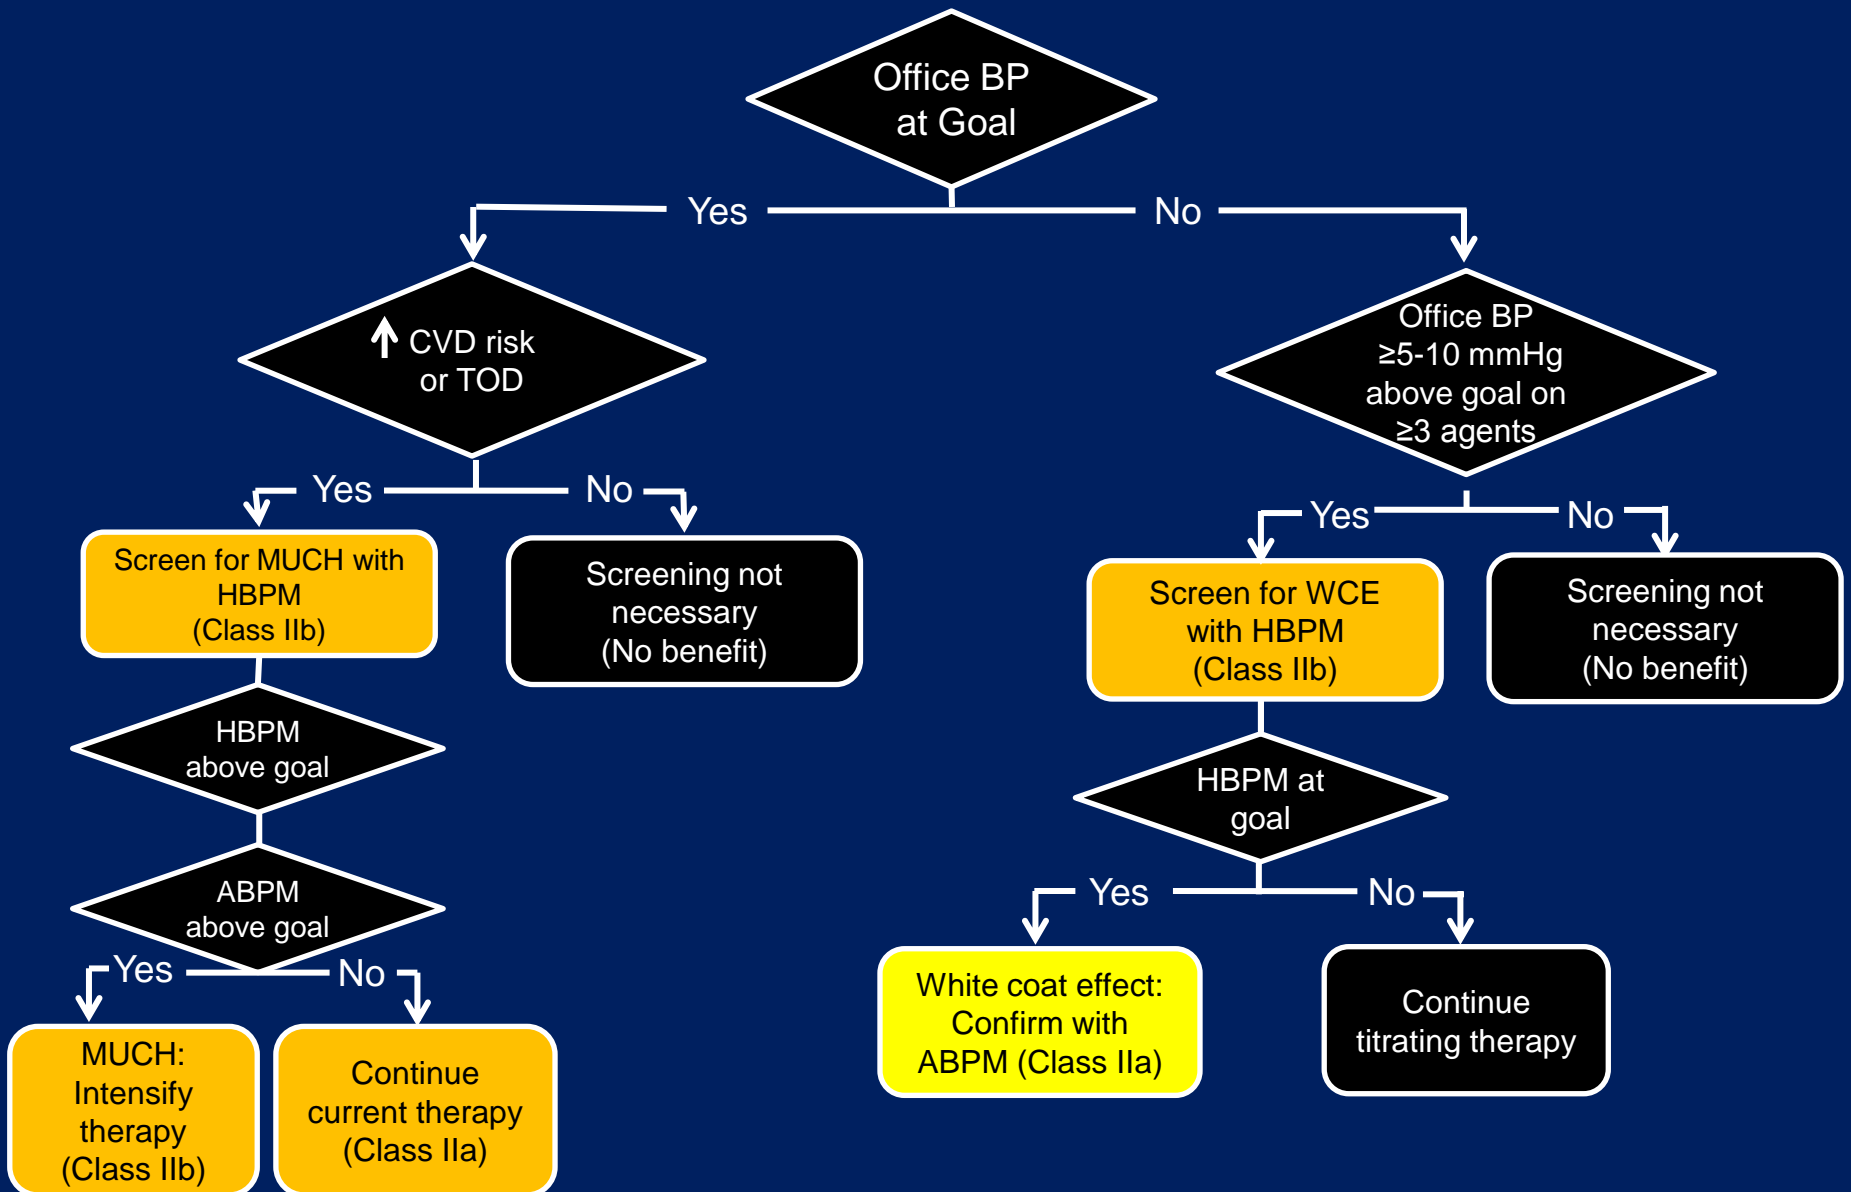 Office BP
at Goal
Yes
No
↑ CVD risk
or TOD
Office BP
≥5-10 mmHg
above goal on
≥3 agents
Yes
No
Yes
No
Screen for MUCH with
HBPM
(Class IIb)
Screening not
necessary
(No benefit)
Screen for WCE
with HBPM
(Class IIb)
Screening not
necessary
(No benefit)
HBPM
above goal
HBPM at
goal
ABPM
above goal
Yes
No
Yes
No
White coat effect:
Confirm with
ABPM (Class IIa)
Continue
titrating therapy
MUCH:
Intensify
therapy
(Class IIb)
Continue
current therapy
(Class IIa)